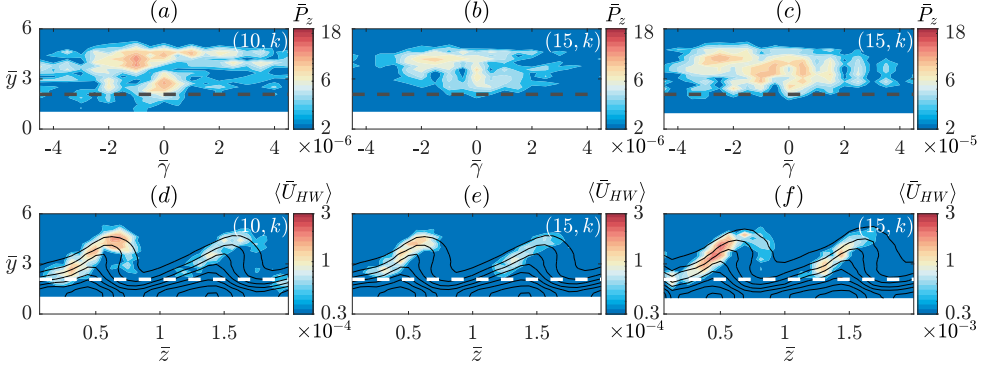 (a) P̄z (b) P̄z (c) P̄z
6 (10, k) 18 (15, k) 18 (15, k) 18
ȳ 3 6 6 6
0 2 2 2
-4 -2 0 2 4 ×10⁻⁶ -4 -2 0 2 4 ×10⁻⁶ -4 -2 0 2 4 ×10⁻⁵
γ̄ γ̄ γ̄
(d) ⟨Ū_HW⟩ (e) ⟨Ū_HW⟩ (f) ⟨Ū_HW⟩
6 (10, k) 3 (15, k) 3 (15, k) 3
ȳ 3 1 1 1
0 0.3 0.3 0.3
0.5 1 1.5 ×10⁻⁴ 0.5 1 1.5 ×10⁻⁴ 0.5 1 1.5 ×10⁻³
z̄ z̄ z̄